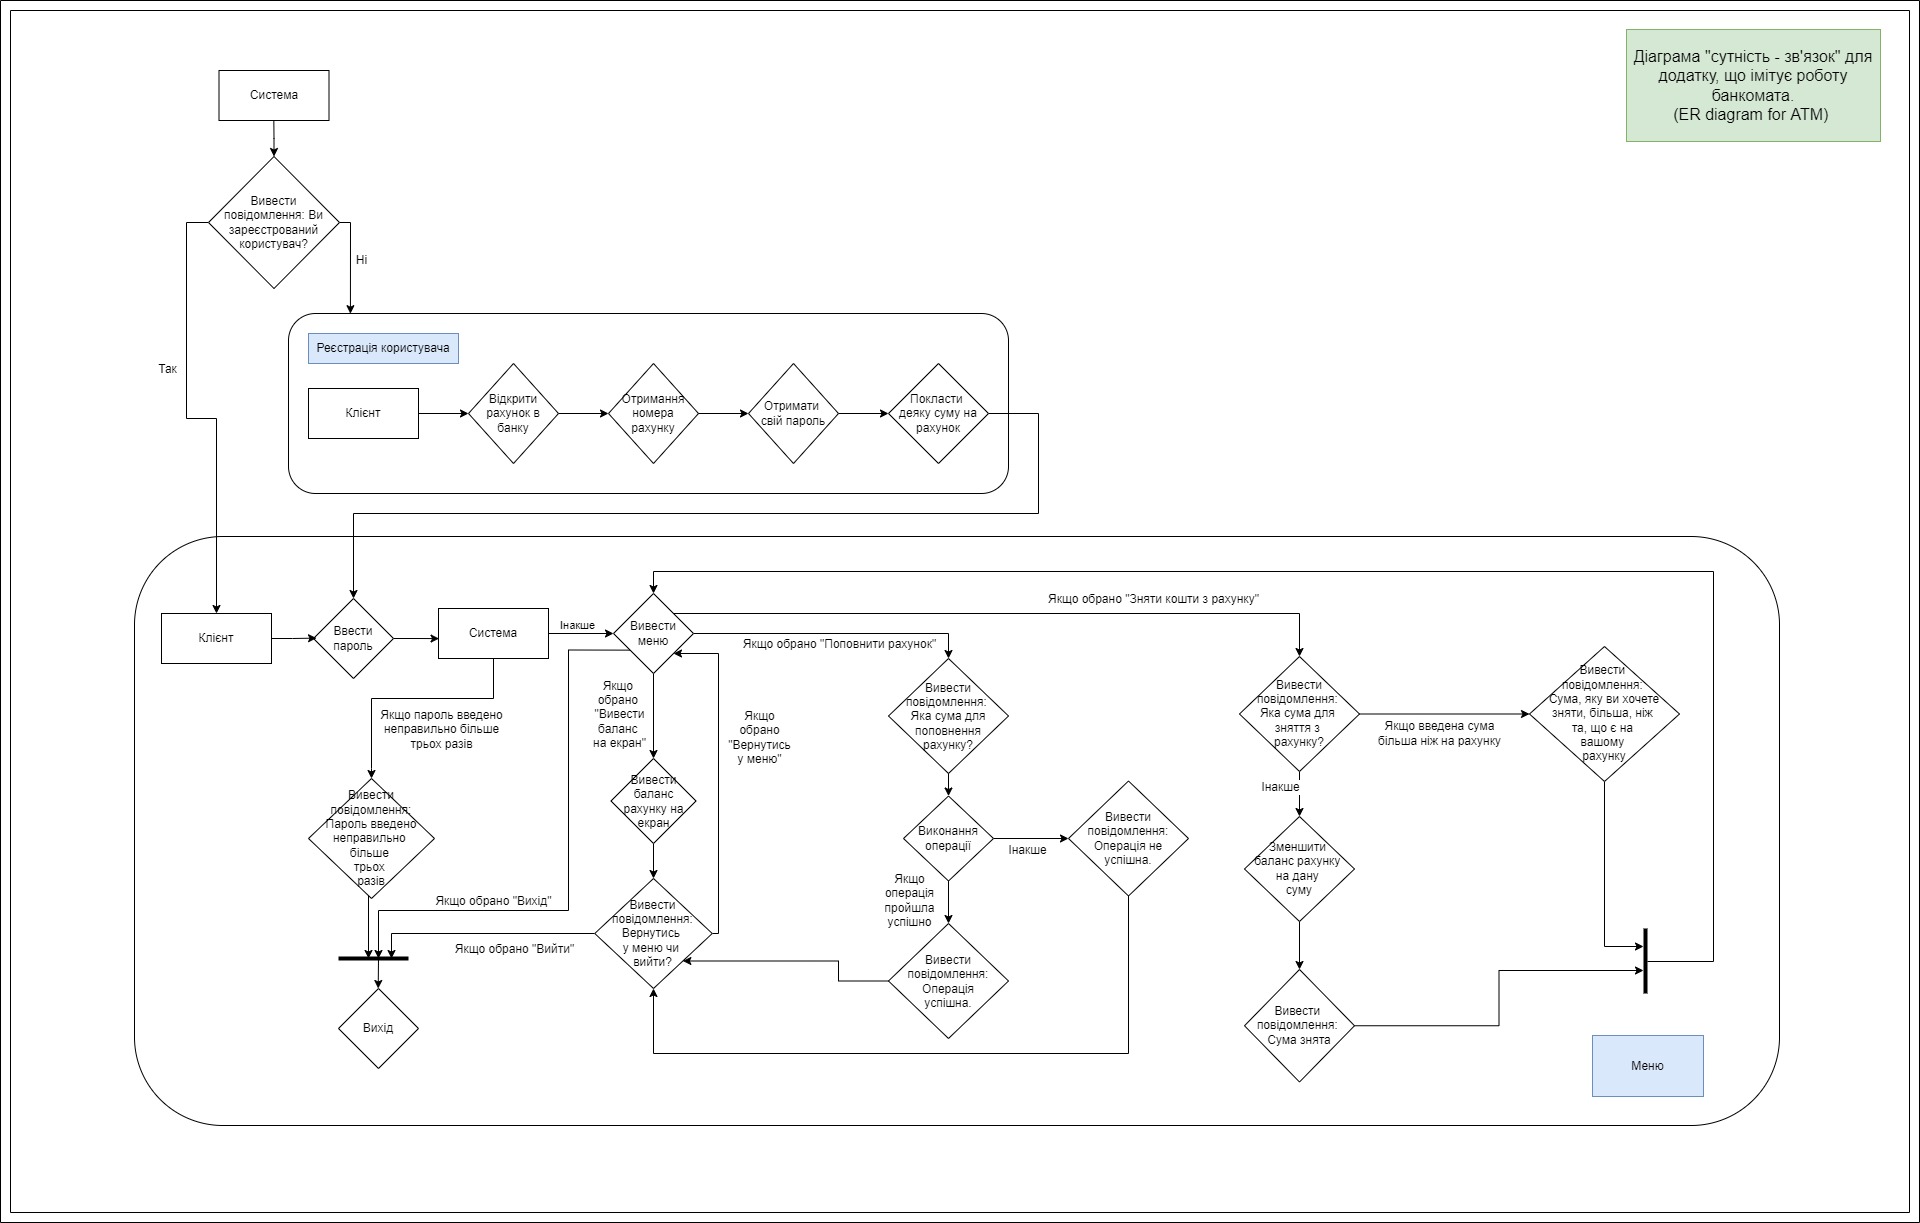 Діаграма "сутність - зв'язок" для
додатку, що імітує роботу
банкомата.
(ER diagram for ATM)
Система
Вивести
повідомлення: Ви
зареєстрований
користувач?
Ні
Так
Реєстрація користувача
Клієнт
Відкрити
рахунок в
банку
Отримання
номера
рахунку
Отримати
свій пароль
Покласти
деяку суму на
рахунок
Клієнт
Ввести
пароль
Система
Інакше
Вивести
меню
Якщо обрано "Зняти кошти з рахунку"
Якщо обрано "Поповнити рахунок"
Якщо пароль введено
неправильно більше
трьох разів
Якщо
обрано
"Вивести
баланс
на екран"
Якщо
обрано
"Вернутись
у меню"
Вивести
повідомлення:
Яка сума для
поповнення
рахунку?
Вивести
повідомлення:
Яка сума для
зняття з
рахунку?
Якщо введена сума
більша ніж на рахунку
Вивести
повідомлення:
Сума, яку ви хочете
зняти, більша, ніж
та, що є на
вашому
рахунку
Вивести
повідомлення:
Пароль введено
неправильно
більше
трьох
разів
Вивести
баланс
рахунку на
екран
Виконання
операції
Інакше
Вивести
повідомлення:
Операція не
успішна.
Інакше
Зменшити
баланс рахунку
на дану
суму
Якщо
операція
пройшла
успішно
Якщо обрано "Вихід"
Якщо обрано "Вийти"
Вивести
повідомлення:
Вернутись
у меню чи
вийти?
Вивести
повідомлення:
Операція
успішна.
Вихід
Вивести
повідомлення:
Сума знята
Меню